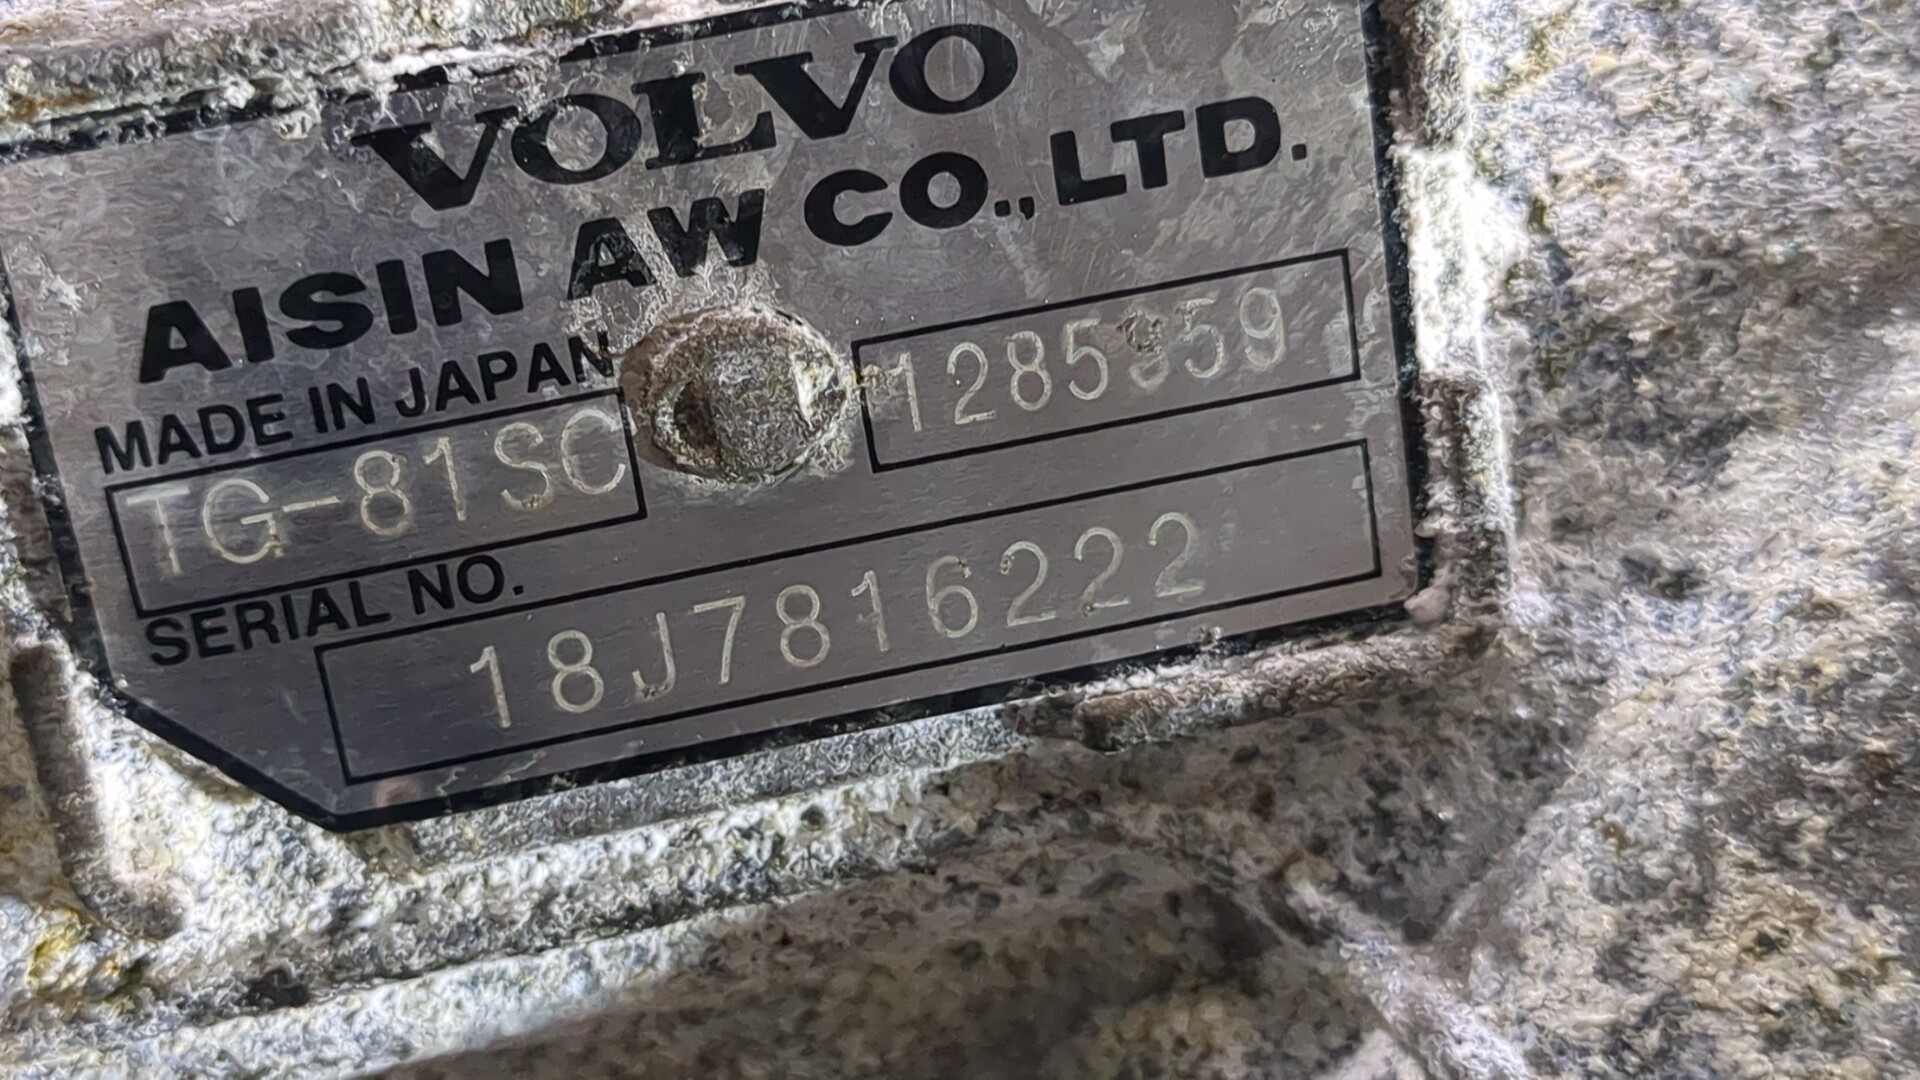 VOLVO
AISIN AW CO., LTD.
MADE IN JAPAN
TG-81SC
SERIAL NO.
18J7816222